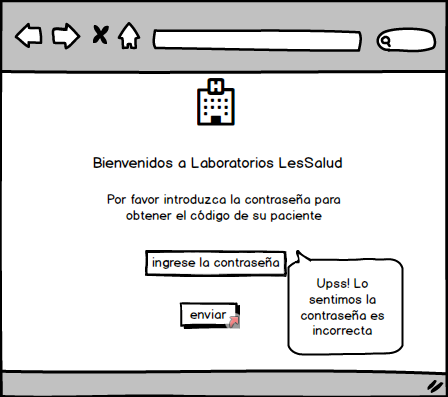 H
Bienvenidos a Laboratorios LesSalud
Por favor introduzca la contraseña para
obtener el código de su paciente
ingrese la contraseña
Upss! Lo
sentimos la
contraseña es
incorrecta
enviar